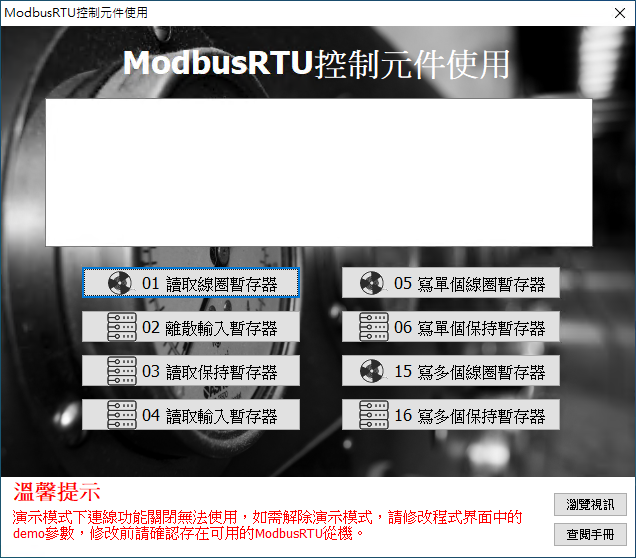 ModbusRTU控制元件使用
ModbusRTU控制元件使用
01 讀取線圈暫存器
05 寫單個線圈暫存器
02 離散輸入暫存器
06 寫單個保持暫存器
03 讀取保持暫存器
15 寫多個線圈暫存器
04 讀取輸入暫存器
16 寫多個保持暫存器
溫馨提示
演示模式下連線功能關閉無法使用，如需解除演示模式，請修改程式界面中的
demo參數，修改前請確認存在可用的ModbusRTU從機。
瀏覽視訊
查閱手冊